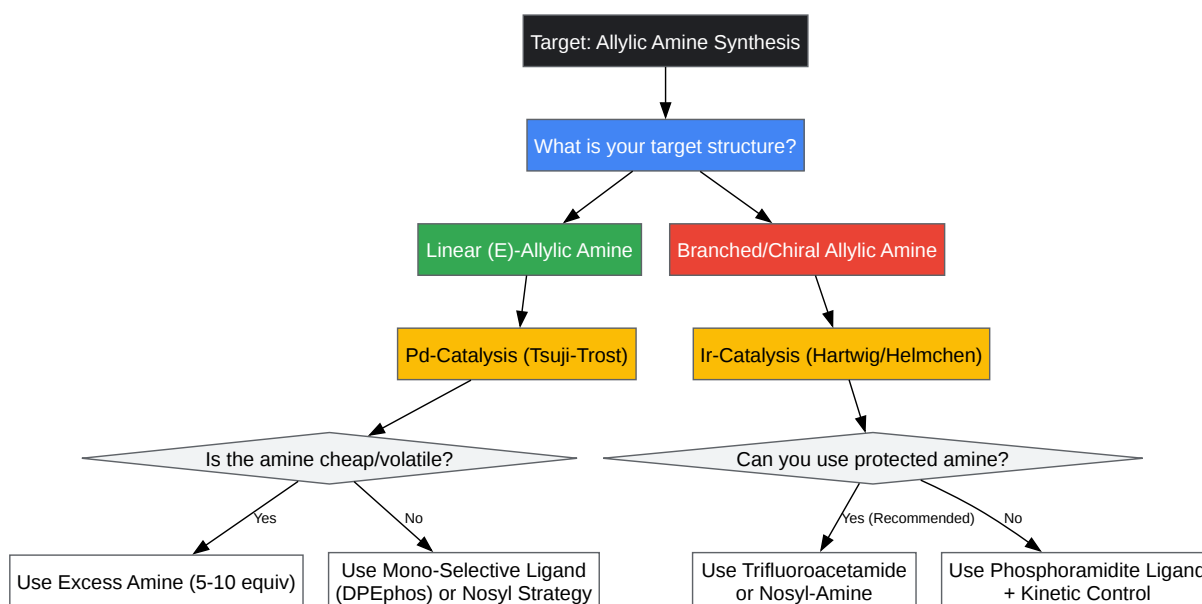 Target: Allylic Amine Synthesis
What is your target structure?
Linear (E)-Allylic Amine
Branched/Chiral Allylic Amine
Pd-Catalysis (Tsuji-Trost)
Ir-Catalysis (Hartwig/Helmchen)
Is the amine cheap/volatile?
Can you use protected amine?
Yes
No
Yes (Recommended)
No
Use Excess Amine (5-10 equiv)
Use Mono-Selective Ligand
(DPEphos) or Nosyl Strategy
Use Trifluoroacetamide
or Nosyl-Amine
Use Phosphoramidite Ligand
+ Kinetic Control